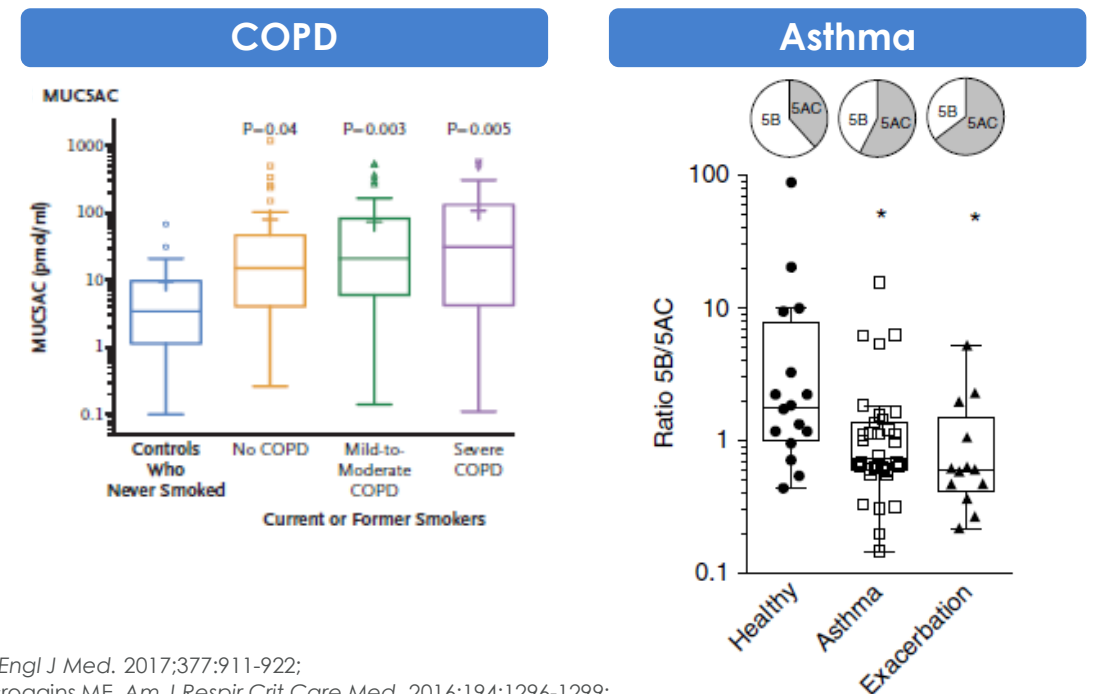 COPD
MUC5AC
P=0.04
P=0.003
P=0.005
MUC5AC (pmol/ml)
1000
100
10
1
0.1
Controls
Who
Never Smoked
No COPD
Mild-to-
Moderate
COPD
Severe
COPD
Current or Former Smokers
Asthma
5B
5AC
5B
5AC
5B
5AC
Ratio 5B/5AC
100
10
1
0.1
*
*
Healthy
Asthma
Exacerbation
Engl J Med. 2017;377:911-922;